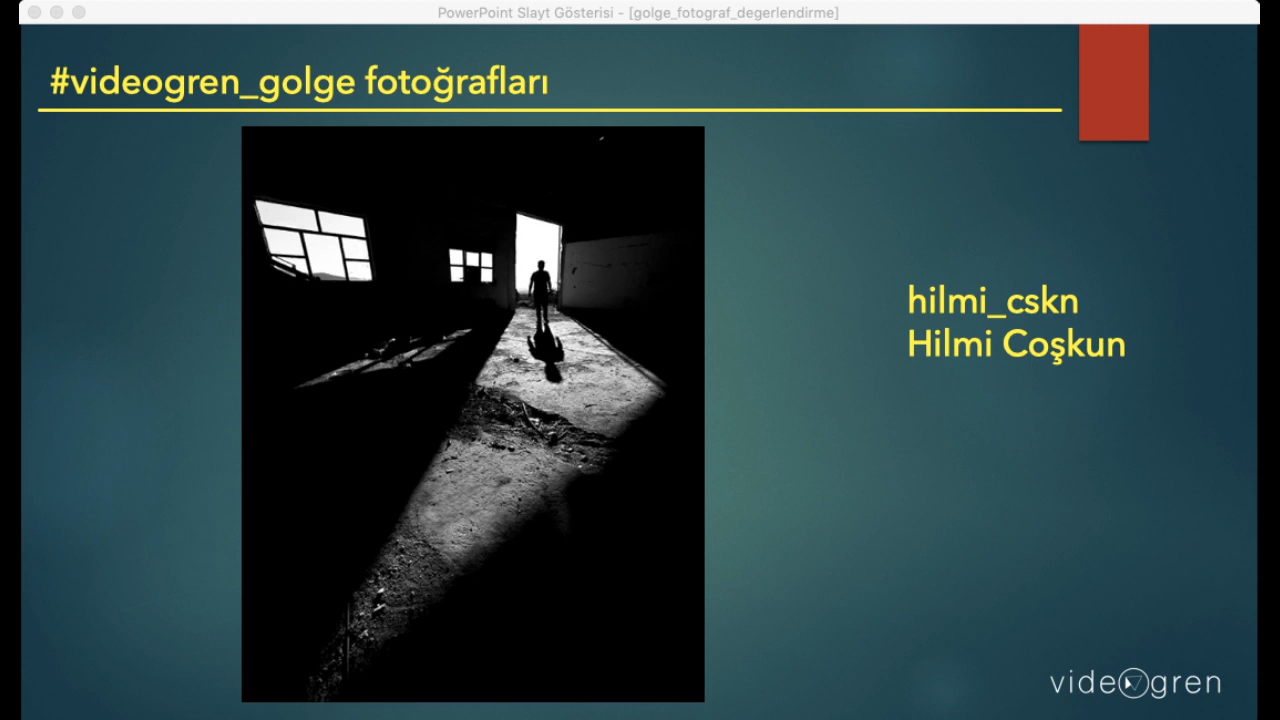 PowerPoint Slayt Gösterisi - [golge_fotograf_degerlendirme]
#videogren_golge fotoğrafları
hilmi_cskn
Hilmi Coşkun
videogren